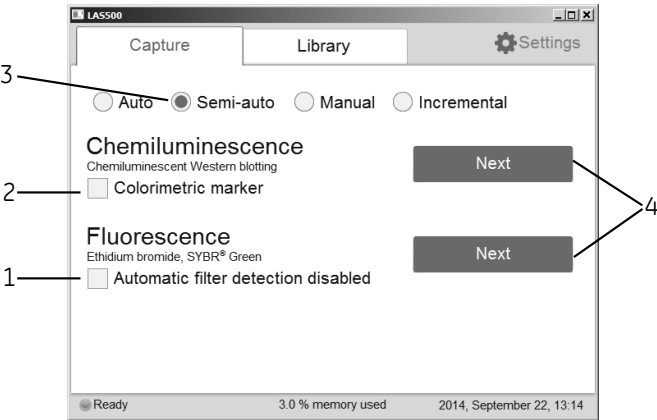 LAS500
Capture
Library
Settings
3
Auto
Semi-auto
Manual
Incremental
Chemiluminescence
Chemiluminescent Western blotting
Next
2
Colorimetric marker
4
Fluorescence
Ethidium bromide, SYBR® Green
Next
1
Automatic filter detection disabled
Ready
3.0 % memory used
2014, September 22, 13:14